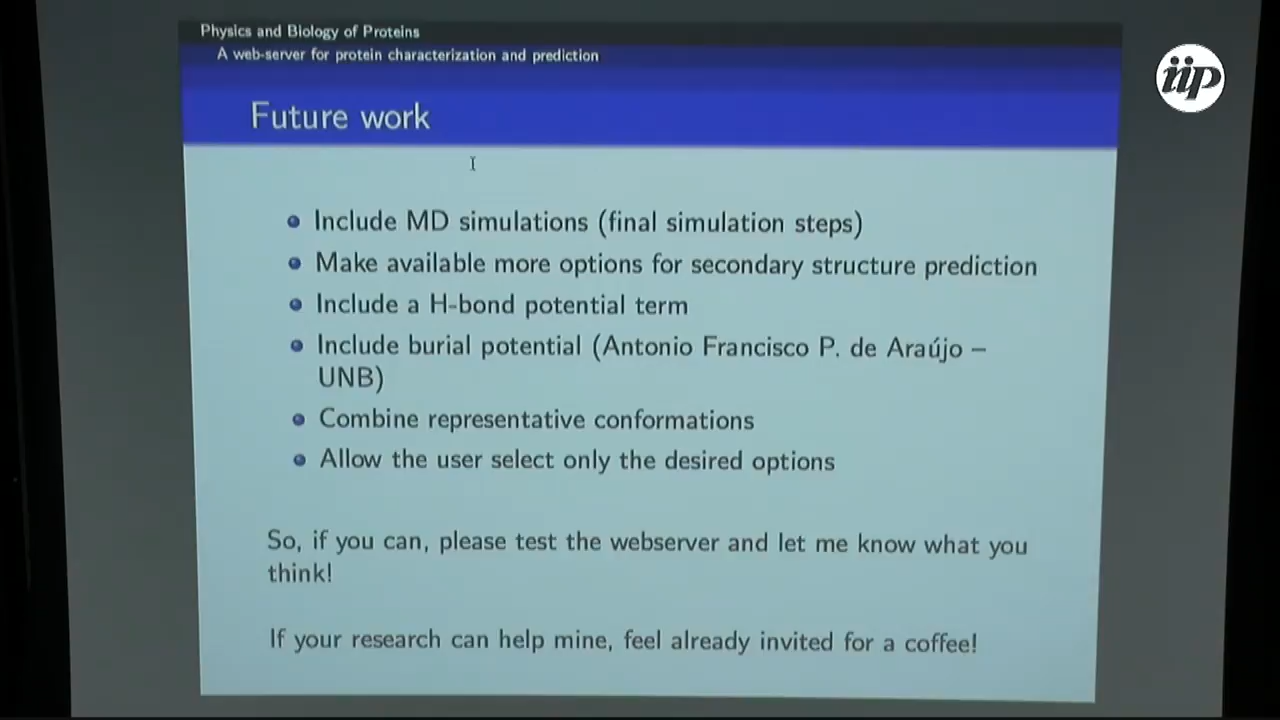 Physics and Biology of Proteins
A web-server for protein characterization and prediction
iip
Future work
Include MD simulations (final simulation steps)
Make available more options for secondary structure prediction
Include a H-bond potential term
Include burial potential (Antonio Francisco P. de Araújo –
UNB)
Combine representative conformations
Allow the user select only the desired options
So, if you can, please test the webserver and let me know what you
think!
If your research can help mine, feel already invited for a coffee!